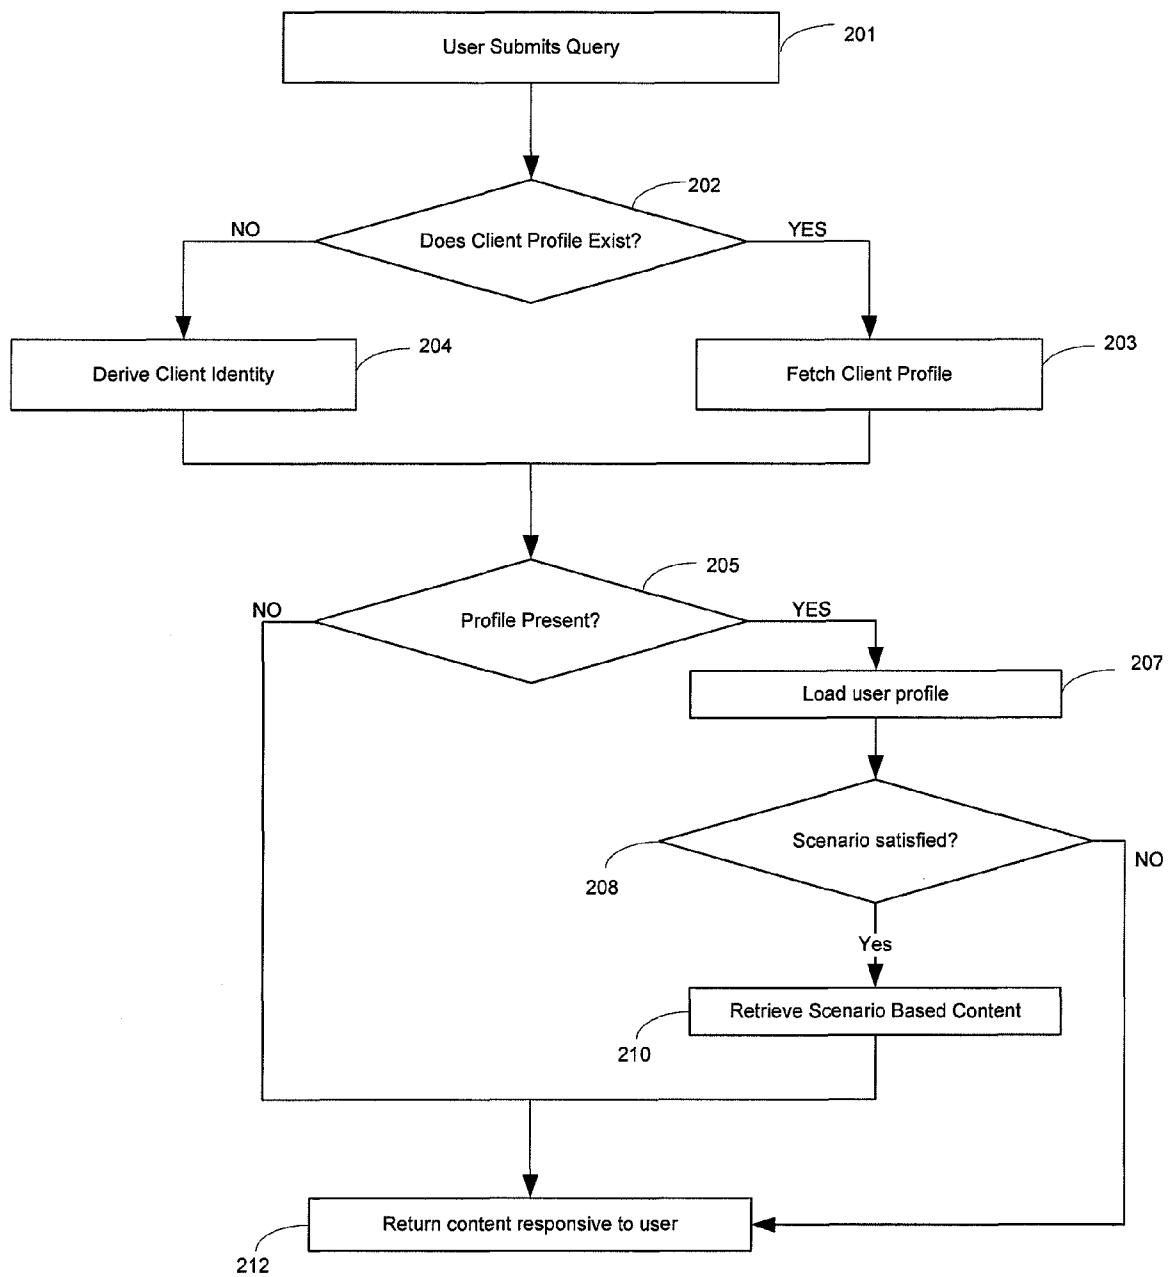 User Submits Query
201
202
NO
Does Client Profile Exist?
YES
204
203
Derive Client Identity
Fetch Client Profile
205
NO
Profile Present?
YES
207
Load user profile
Scenario satisfied?
NO
208
Yes
Retrieve Scenario Based Content
210
Return content responsive to user
212